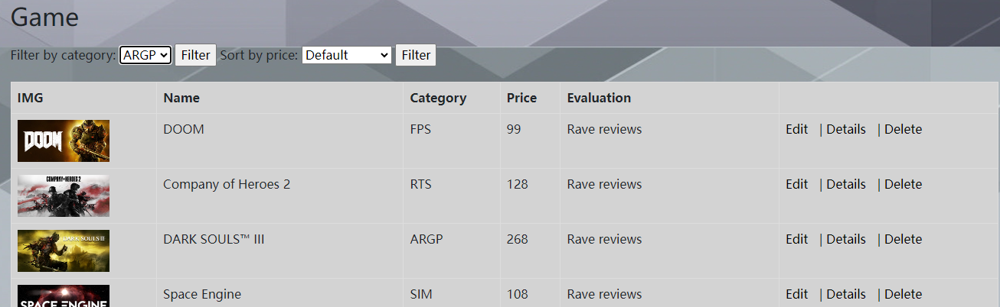 Game
Filter by category: ARGP Filter Sort by price: Default Filter
IMG Name Category Price Evaluation
DOOM DOOM FPS 99 Rave reviews Edit | Details | Delete
COMPANY OF HEROES 2 Company of Heroes 2 RTS 128 Rave reviews Edit | Details | Delete
DARK SOULS III DARK SOULS™ III ARGP 268 Rave reviews Edit | Details | Delete
SPACE ENGINE Space Engine SIM 108 Rave reviews Edit | Details | Delete